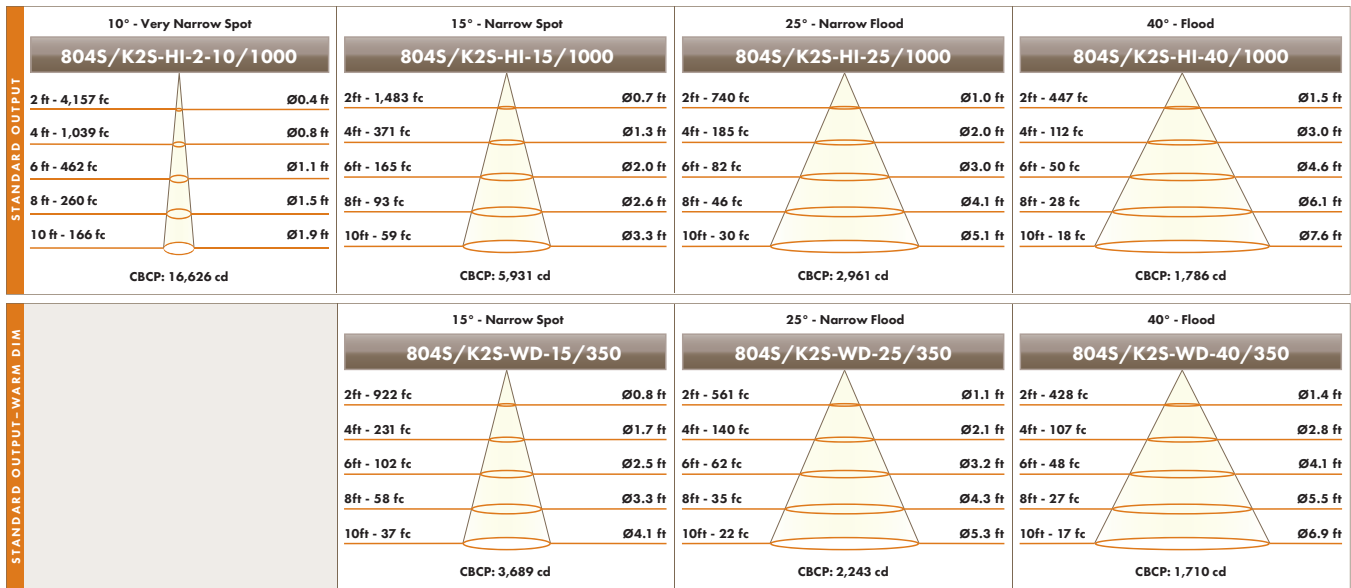 STANDARD OUTPUT
10° - Very Narrow Spot
804S/K2S-HI-2-10/1000
2 ft - 4,157 fc Ø0.4 ft
4 ft - 1,039 fc Ø0.8 ft
6 ft - 462 fc Ø1.1 ft
8 ft - 260 fc Ø1.5 ft
10 ft - 166 fc Ø1.9 ft
CBCP: 16,626 cd
15° - Narrow Spot
804S/K2S-HI-15/1000
2ft - 1,483 fc Ø0.7 ft
4ft - 371 fc Ø1.3 ft
6ft - 165 fc Ø2.0 ft
8ft - 93 fc Ø2.6 ft
10ft - 59 fc Ø3.3 ft
CBCP: 5,931 cd
25° - Narrow Flood
804S/K2S-HI-25/1000
2ft - 740 fc Ø1.0 ft
4ft - 185 fc Ø2.0 ft
6ft - 82 fc Ø3.0 ft
8ft - 46 fc Ø4.1 ft
10ft - 30 fc Ø5.1 ft
CBCP: 2,961 cd
40° - Flood
804S/K2S-HI-40/1000
2ft - 447 fc Ø1.5 ft
4ft - 112 fc Ø3.0 ft
6ft - 50 fc Ø4.6 ft
8ft - 28 fc Ø6.1 ft
10ft - 18 fc Ø7.6 ft
CBCP: 1,786 cd
STANDARD OUTPUT–WARM DIM
15° - Narrow Spot
804S/K2S-WD-15/350
2ft - 922 fc Ø0.8 ft
4ft - 231 fc Ø1.7 ft
6ft - 102 fc Ø2.5 ft
8ft - 58 fc Ø3.3 ft
10ft - 37 fc Ø4.1 ft
CBCP: 3,689 cd
25° - Narrow Flood
804S/K2S-WD-25/350
2ft - 561 fc Ø1.1 ft
4ft - 140 fc Ø2.1 ft
6ft - 62 fc Ø3.2 ft
8ft - 35 fc Ø4.3 ft
10ft - 22 fc Ø5.3 ft
CBCP: 2,243 cd
40° - Flood
804S/K2S-WD-40/350
2ft - 428 fc Ø1.4 ft
4ft - 107 fc Ø2.8 ft
6ft - 48 fc Ø4.1 ft
8ft - 27 fc Ø5.5 ft
10ft - 17 fc Ø6.9 ft
CBCP: 1,710 cd